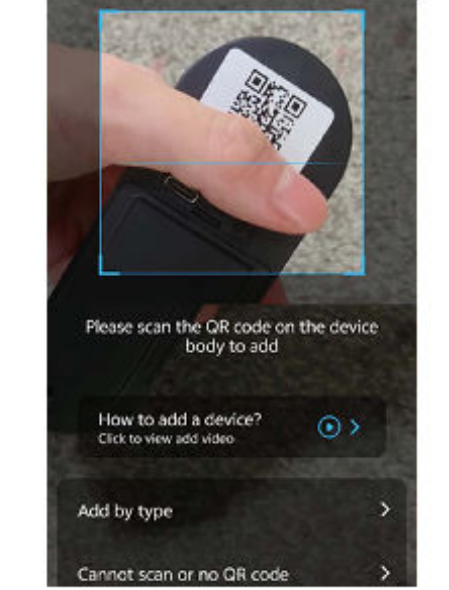 Please scan the QR code on the device
body to add
How to add a device?
Click to view add video
Add by type
Cannot scan or no QR code